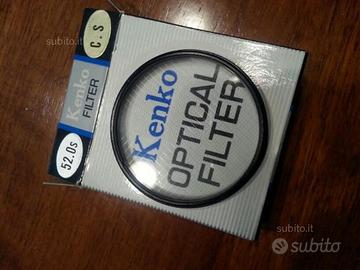 subito.it
C.S
Kenko
FILTER
52.0s
Kenko
OPTICAL
FILTER
subito.it
subito